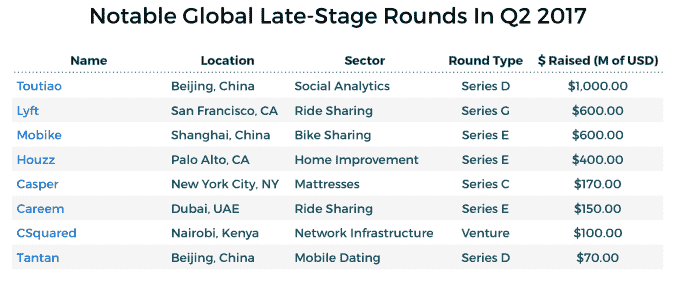 Notable Global Late-Stage Rounds In Q2 2017
Name Location Sector Round Type $ Raised (M of USD)
Toutiao Beijing, China Social Analytics Series D $1,000.00
Lyft San Francisco, CA Ride Sharing Series G $600.00
Mobike Shanghai, China Bike Sharing Series E $600.00
Houzz Palo Alto, CA Home Improvement Series E $400.00
Casper New York City, NY Mattresses Series C $170.00
Careem Dubai, UAE Ride Sharing Series E $150.00
CSquared Nairobi, Kenya Network Infrastructure Venture $100.00
Tantan Beijing, China Mobile Dating Series D $70.00